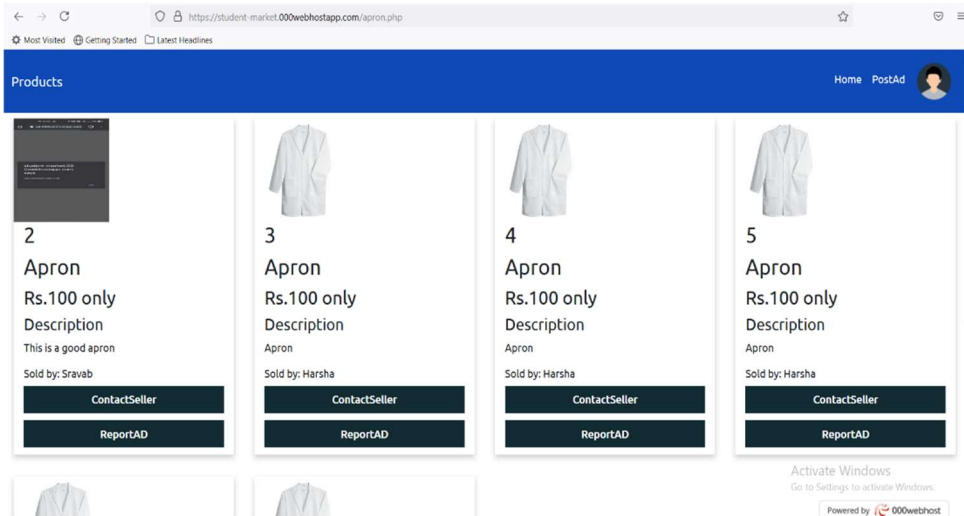 https://student-market.000webhostapp.com/apron.php
Most Visited Getting Started Latest Headlines
Products Home PostAd
2 3 4 5
Apron Apron Apron Apron
Rs.100 only Rs.100 only Rs.100 only Rs.100 only
Description Description Description Description
This is a good apron Apron Apron Apron
Sold by: Sravab Sold by: Harsha Sold by: Harsha Sold by: Harsha
ContactSeller ContactSeller ContactSeller ContactSeller
ReportAD ReportAD ReportAD ReportAD
Activate Windows
Go to Settings to activate Windows.
Powered by 000webhost